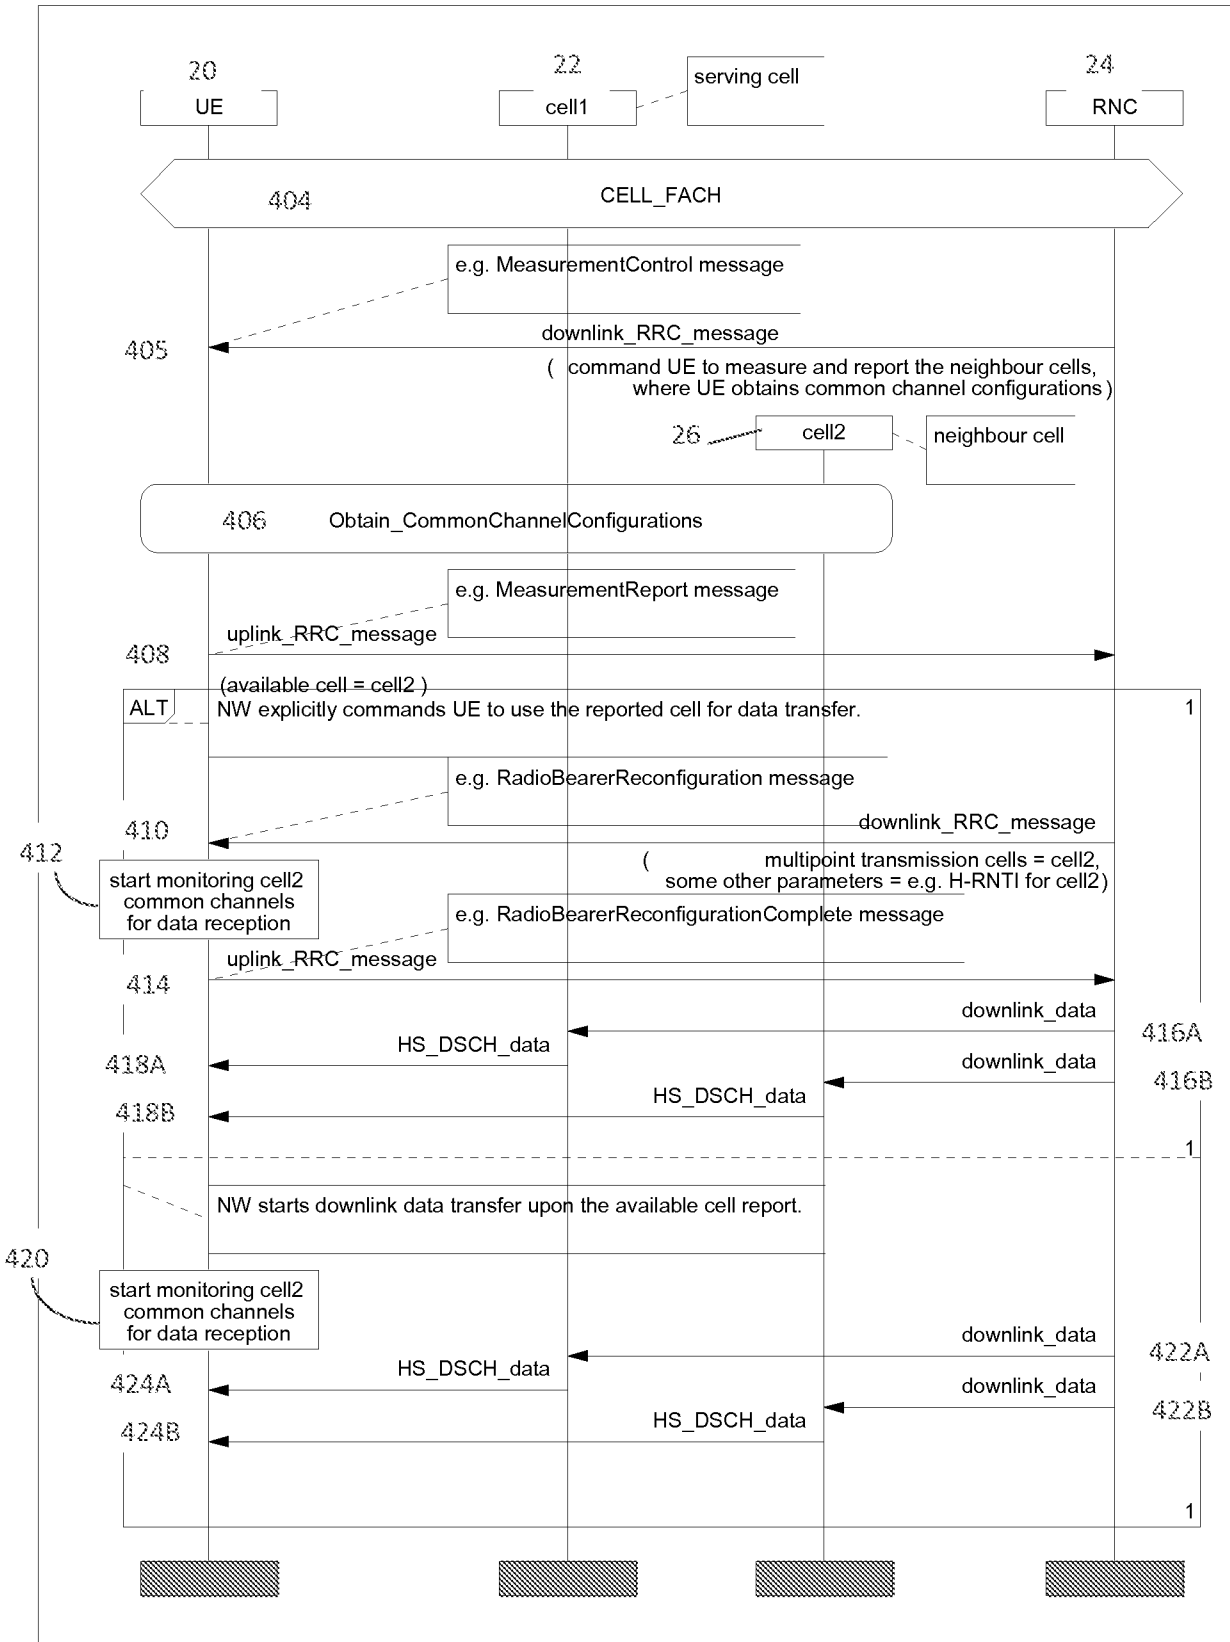 20
22
24
serving cell
UE
cell1
RNC
404
CELL_FACH
e.g. MeasurementControl message
downlink_RRC_message
405
( command UE to measure and report the neighbour cells,
where UE obtains common channel configurations)
26
cell2
neighbour cell
406
Obtain_CommonChannelConfigurations
e.g. MeasurementReport message
uplink_RRC_message
408
(available cell = cell2 )
ALT
NW explicitly commands UE to use the reported cell for data transfer.
1
e.g. RadioBearerReconfiguration message
410
downlink_RRC_message
412
( multipoint transmission cells = cell2,
some other parameters = e.g. H-RNTI for cell2)
start monitoring cell2
common channels
for data reception
e.g. RadioBearerReconfigurationComplete message
uplink_RRC_message
414
downlink_data
416A
HS_DSCH_data
418A
downlink_data
416B
HS_DSCH_data
418B
1
NW starts downlink data transfer upon the available cell report.
420
start monitoring cell2
common channels
for data reception
downlink_data
422A
HS_DSCH_data
424A
downlink_data
422B
HS_DSCH_data
424B
1